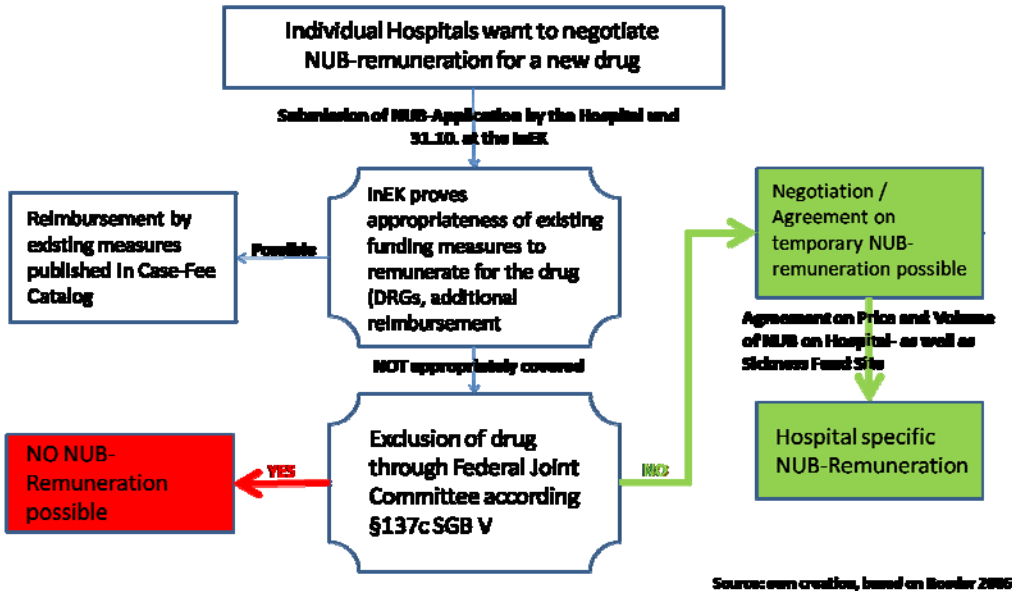 Individual Hospitals want to negotiate
NUB-remuneration for a new drug
Submission of NUB-Application by the Hospital und
31.10. at the InEK
InEK proves
appropriateness of existing
funding measures to
remunerate for the drug
(DRGs, additional
reimbursement
Possible
Reimbursement by
existing measures
published in Case-Fee
Catalog
NOT appropriately covered
Exclusion of drug
through Federal Joint
Committee according
§137c SGB V
YES
NO NUB-
Remuneration
possible
NO
Negotiation /
Agreement on
temporary NUB-
remuneration possible
Agreement on Price and Volume
of NUB on Hospital- as well as
Sickness Fund Site
Hospital specific
NUB-Remuneration
Source: own creation, based on 2006